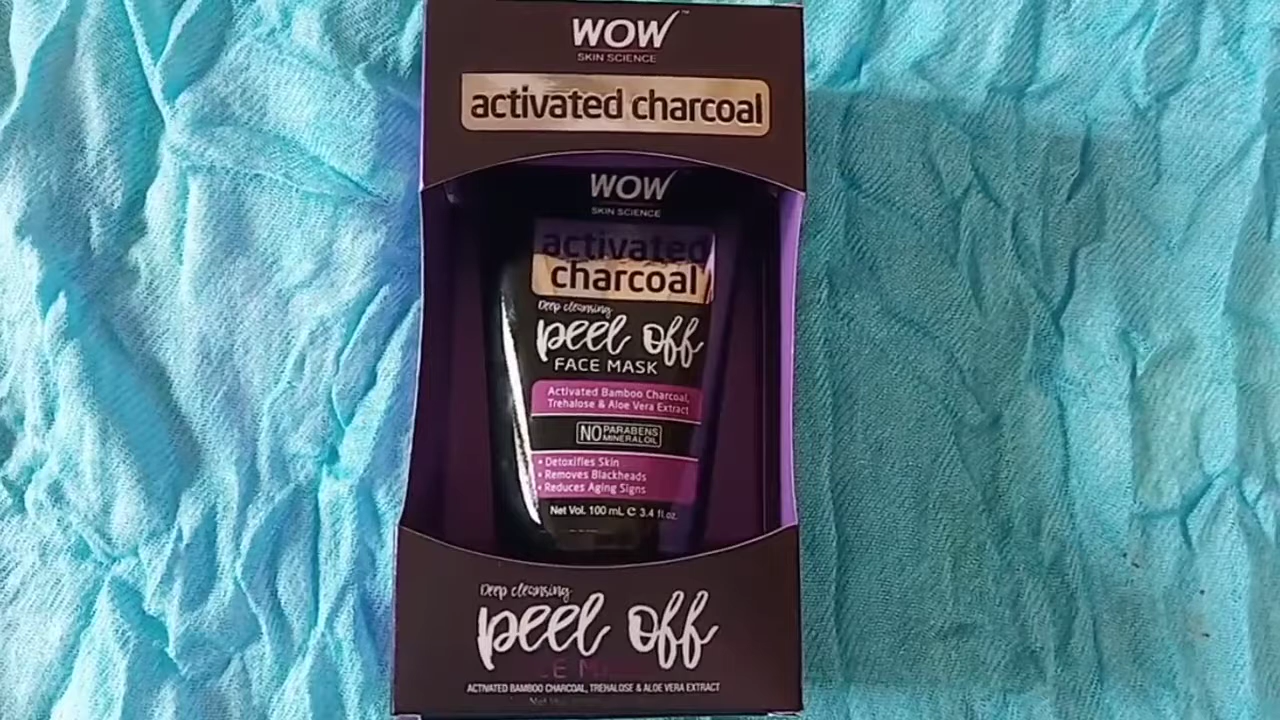 WOW™
SKIN SCIENCE
activated charcoal
WOW
SKIN SCIENCE
activated
charcoal
Deep cleansing
peel off
FACE MASK
Activated Bamboo Charcoal,
Trehalose & Aloe Vera Extract
NO PARABENS
MINERAL OIL
• Detoxifies Skin
• Removes Blackheads
• Reduces Aging Signs
Net Vol. 100 mL ℮ 3.4 fl.oz.
Deep cleansing
peel off
ACTIVATED BAMBOO CHARCOAL, TREHALOSE & ALOE VERA EXTRACT